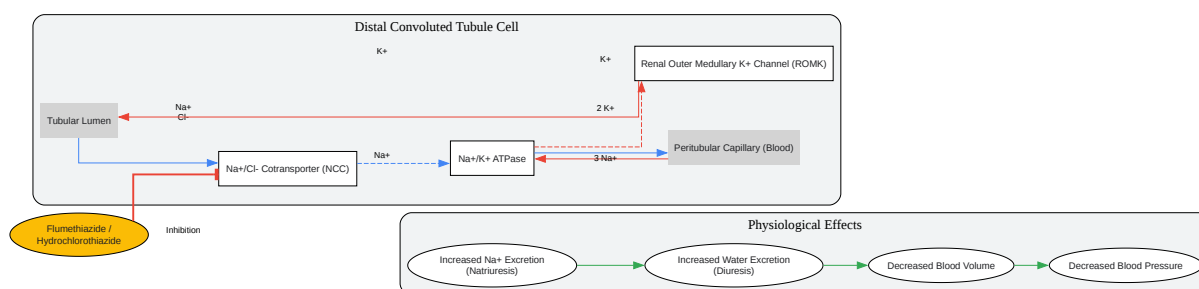 Distal Convoluted Tubule Cell
K+
K+
Renal Outer Medullary K+ Channel (ROMK)
Na+
Cl-
2 K+
Tubular Lumen
Na+
Na+/K+ ATPase
3 Na+
Peritubular Capillary (Blood)
Na+/Cl- Cotransporter (NCC)
Flumethiazide /
Hydrochlorothiazide
Inhibition
Physiological Effects
Increased Na+ Excretion
(Natriuresis)
Increased Water Excretion
(Diuresis)
Decreased Blood Volume
Decreased Blood Pressure